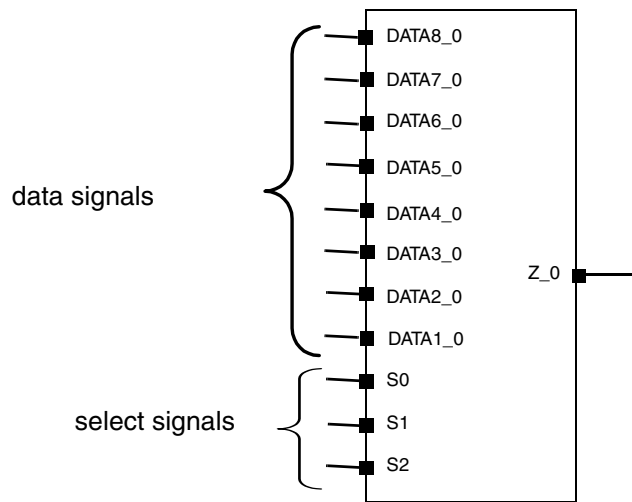 DATA8_0
DATA7_0
DATA6_0
DATA5_0
data signals
DATA4_0
DATA3_0
Z_0
DATA2_0
DATA1_0
S0
select signals
S1
S2